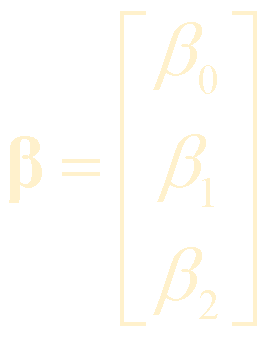 β = [
β₀
β₁
β₂
]